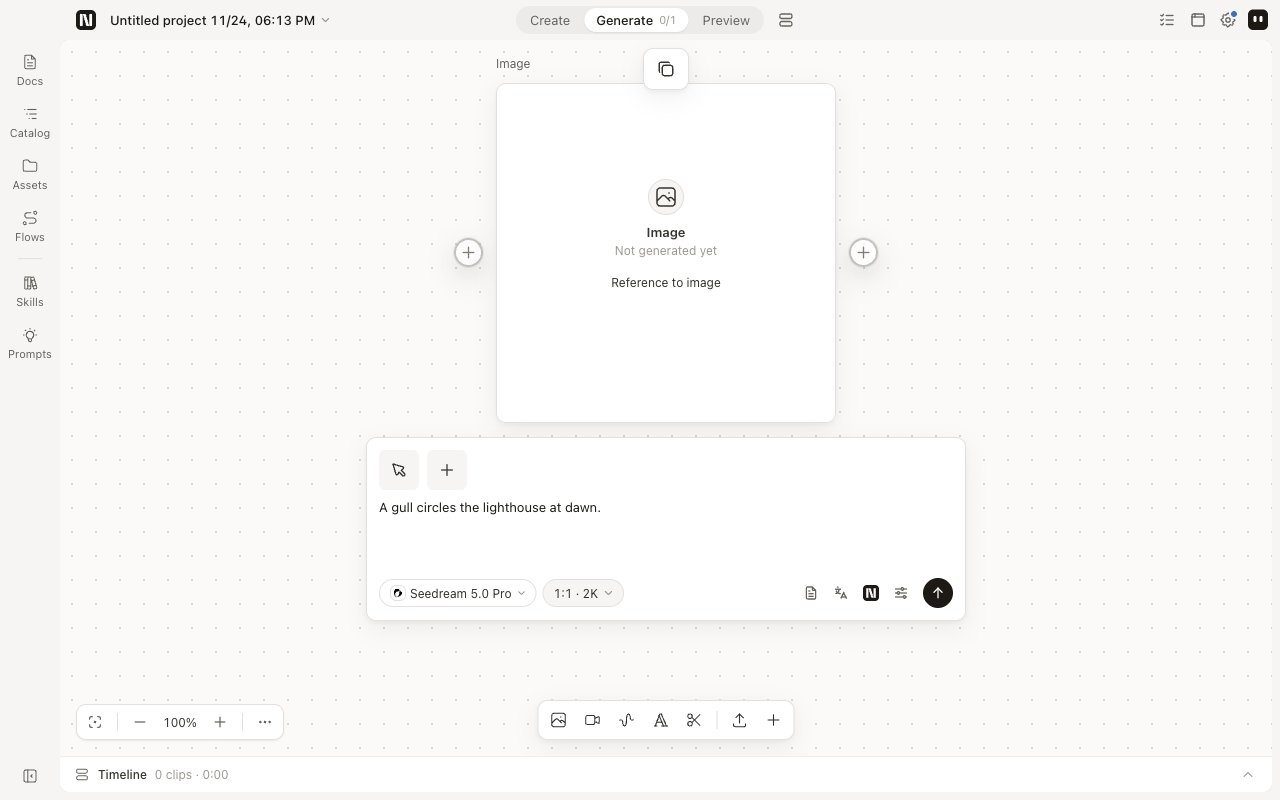 Untitled project 11/24, 06:13 PM
Create
Generate 0/1
Preview
Docs
Catalog
Assets
Flows
Skills
Prompts
Image
Image
Not generated yet
Reference to image
A gull circles the lighthouse at dawn.
Seedream 5.0 Pro
1:1 · 2K
100%
Timeline 0 clips · 0:00